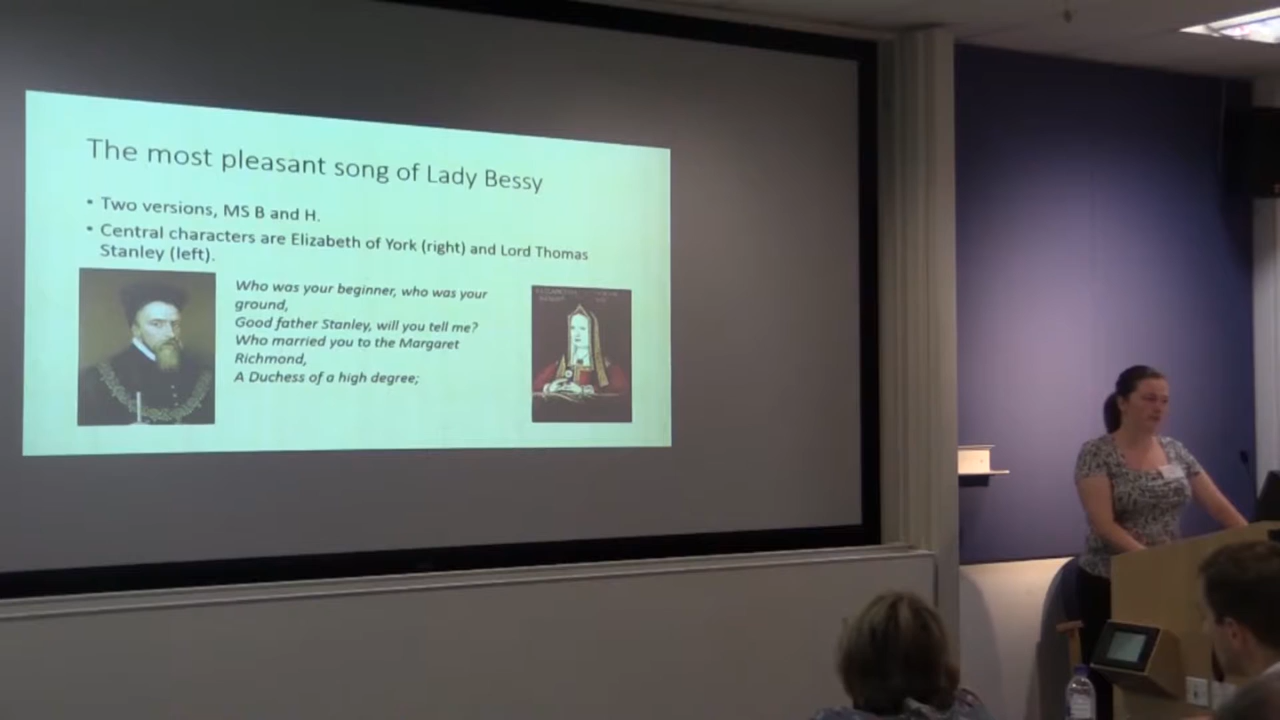 The most pleasant song of Lady Bessy
• Two versions, MS B and H.
• Central characters are Elizabeth of York (right) and Lord Thomas
Stanley (left).
Who was your beginner, who was your
ground,
Good father Stanley, will you tell me?
Who married you to the Margaret
Richmond,
A Duchess of a high degree;